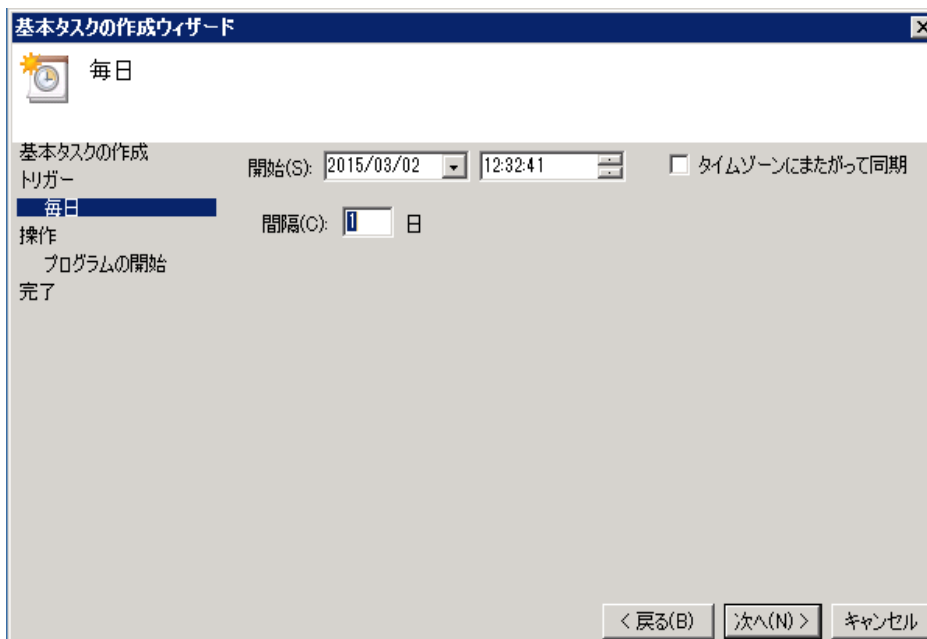 基本タスクの作成ウィザード
毎日
基本タスクの作成
トリガー
毎日
操作
プログラムの開始
完了
開始(S): 2015/03/02 12:32:41 タイムゾーンにまたがって同期
間隔(C): 1 日
< 戻る(B) 次へ(N) > キャンセル